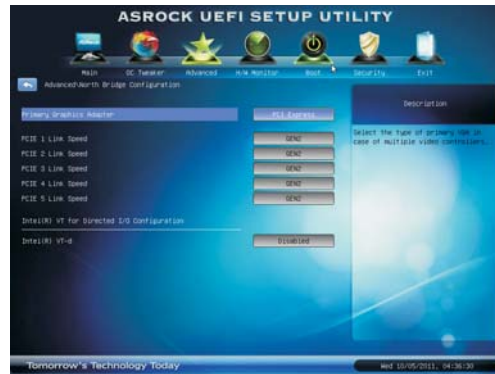 ASROCK UEFI SETUP UTILITY
Main OC Tweaker Advanced H/W Monitor Boot Security Exit
Advanced\North Bridge Configuration
Description
Primary Graphics Adapter PCI Express
Select the type of primary VGA in
case of multiple video controllers.
PCIE 1 Link Speed GEN2
PCIE 2 Link Speed GEN2
PCIE 3 Link Speed GEN2
PCIE 4 Link Speed GEN2
PCIE 5 Link Speed GEN2
Intel(R) VT for Directed I/O Configuration
Intel(R) VT-d Disabled
Tomorrow's Technology Today
Wed 10/05/2011, 04:36:30